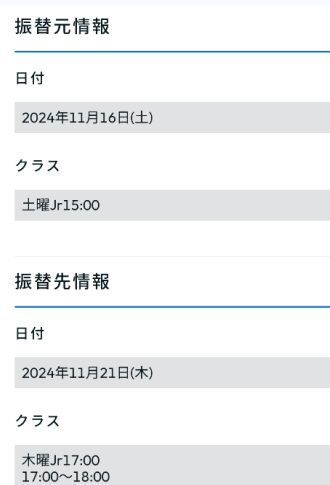 振替元情報
日付
2024年11月16日(土)
クラス
土曜Jr15:00
振替先情報
日付
2024年11月21日(木)
クラス
木曜Jr17:00
17:00〜18:00